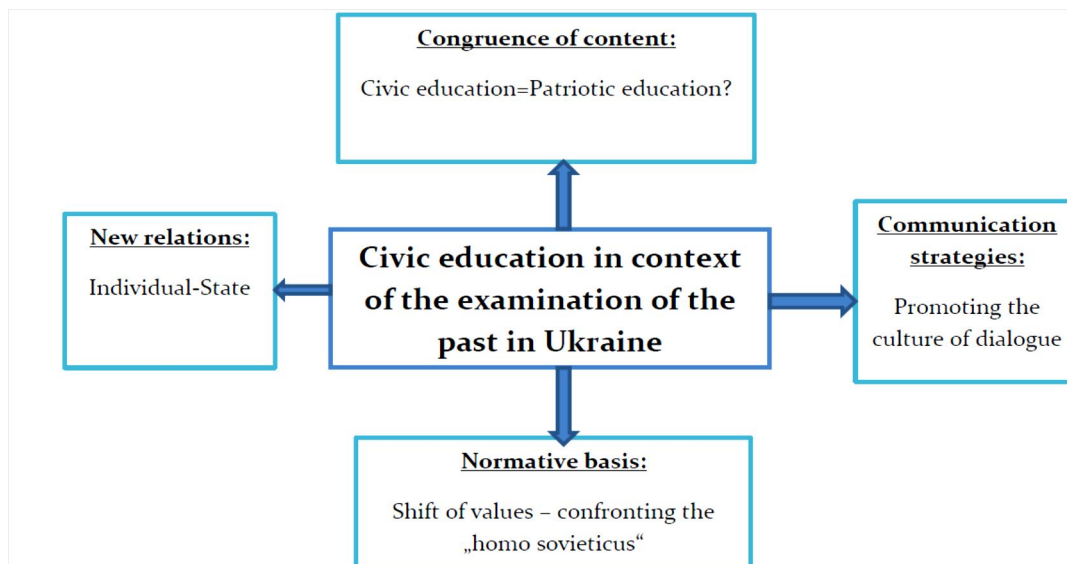 Congruence of content:
Civic education=Patriotic education?
New relations:
Individual-State
Civic education in context
of the examination of the
past in Ukraine
Communication
strategies:
Promoting the
culture of dialogue
Normative basis:
Shift of values – confronting the
„homo sovieticus“